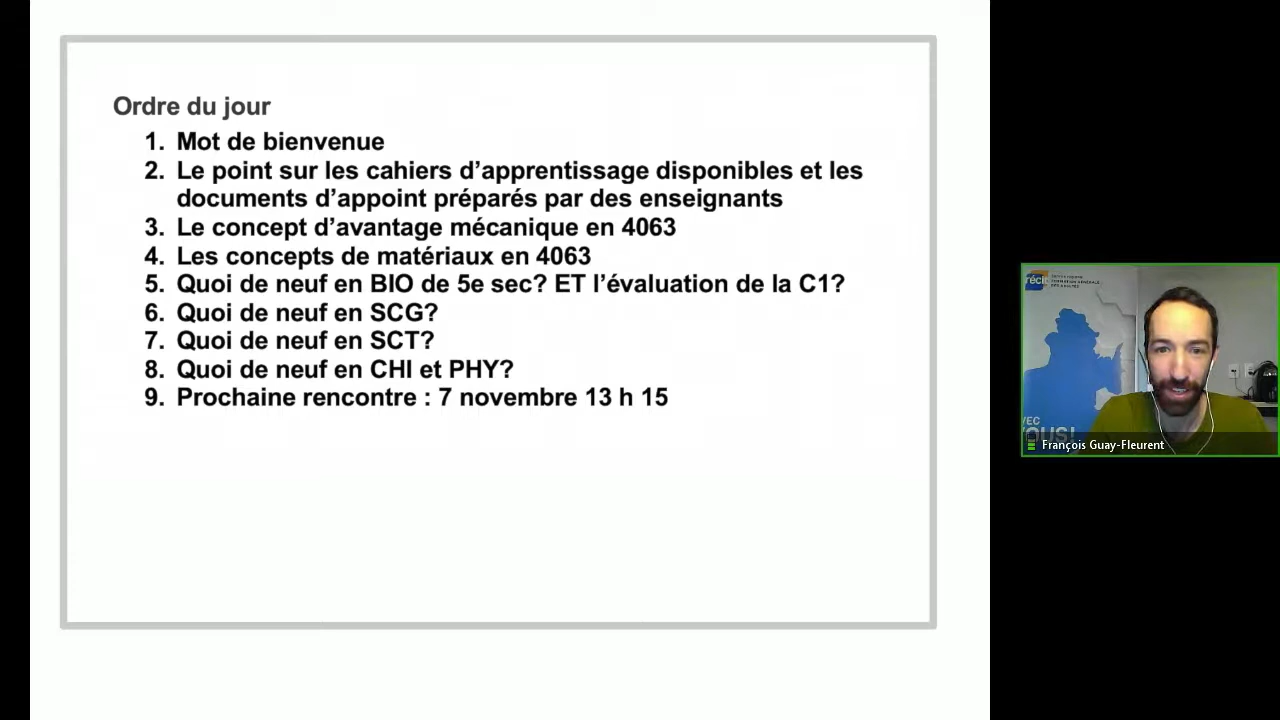 Ordre du jour
1. Mot de bienvenue
2. Le point sur les cahiers d’apprentissage disponibles et les
documents d’appoint préparés par des enseignants
3. Le concept d’avantage mécanique en 4063
4. Les concepts de matériaux en 4063
5. Quoi de neuf en BIO de 5e sec? ET l’évaluation de la C1?
6. Quoi de neuf en SCG?
7. Quoi de neuf en SCT?
8. Quoi de neuf en CHI et PHY?
9. Prochaine rencontre : 7 novembre 13 h 15
récit
VEC
OUS!
François Guay-Fleurent